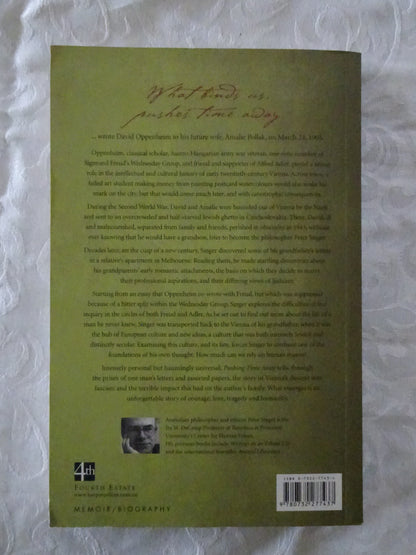 What binds us,
pushes time away
... wrote David Oppenheim to his future wife, Amalie Pollak, on March 24, 1905.
Oppenheim, classical scholar, Austro-Hungarian army war veteran, one-time member of
Sigmund Freud's Wednesday Group, and friend and supporter of Alfred Adler, played a
role in the intellectual and cultural history of early twentieth-century Vienna. Across town, a
failed art student making money from painting postcard watercolours would also make his
mark on the city; but that would come much later, and with catastrophic consequences.
During the Second World War, David and Amalie were bundled out of Vienna by the Nazis
and sent to an overcrowded and half-starved Jewish ghetto in Czechoslovakia. There, David, ill
and malnourished, separated from family and friends, perished in obscurity in 1943 without
ever knowing that he would have a grandson, later to become the philosopher Peter Singer.
Decades later, on the cusp of a new century, Singer discovered some of his grandfather's letters
in a relative's apartment in Melbourne. Reading them, he made startling discoveries about
his grandparents' early romantic attachments, the basis on which they decide to marry,
their professional aspirations, and their differing views of Judaism.
Starting from an essay that Oppenheim co-wrote with Freud, but which was suppressed
because of a bitter split within the Wednesday Group, Singer explores the difficulties of free
inquiry in the circles of both Freud and Adler. As he set out to find out more about the life of a
man he never knew, Singer was transported back to the Vienna of his grandfather when it was
the hub of European culture and new ideas, a culture that was both intensely Jewish and
distinctly secular. Examining this culture, and its fate, forces Singer to confront one of the
foundations of his own thought: How much can we rely on human reason?
Intensely personal but hauntingly universal, Pushing Time Away tells through
the prism of one man's letters and assorted papers, the story of Vienna's descent into
fascism and the terrible impact this had on the author's family. What emerges is an
unforgettable story of courage, love, tragedy and humanity.
Australian philosopher and ethicist Peter Singer is the
Ira W. DeCamp Professor of Bioethics at Princeton
University's Center for Human Values.
His previous books include Writings on an Ethical Life
and the international bestseller Animal Liberation.
4th
FOURTH ESTATE
www.harpercollins.com.au
MEMOIR/BIOGRAPHY
ISBN 0-7322-7743-6
9 780732 277437